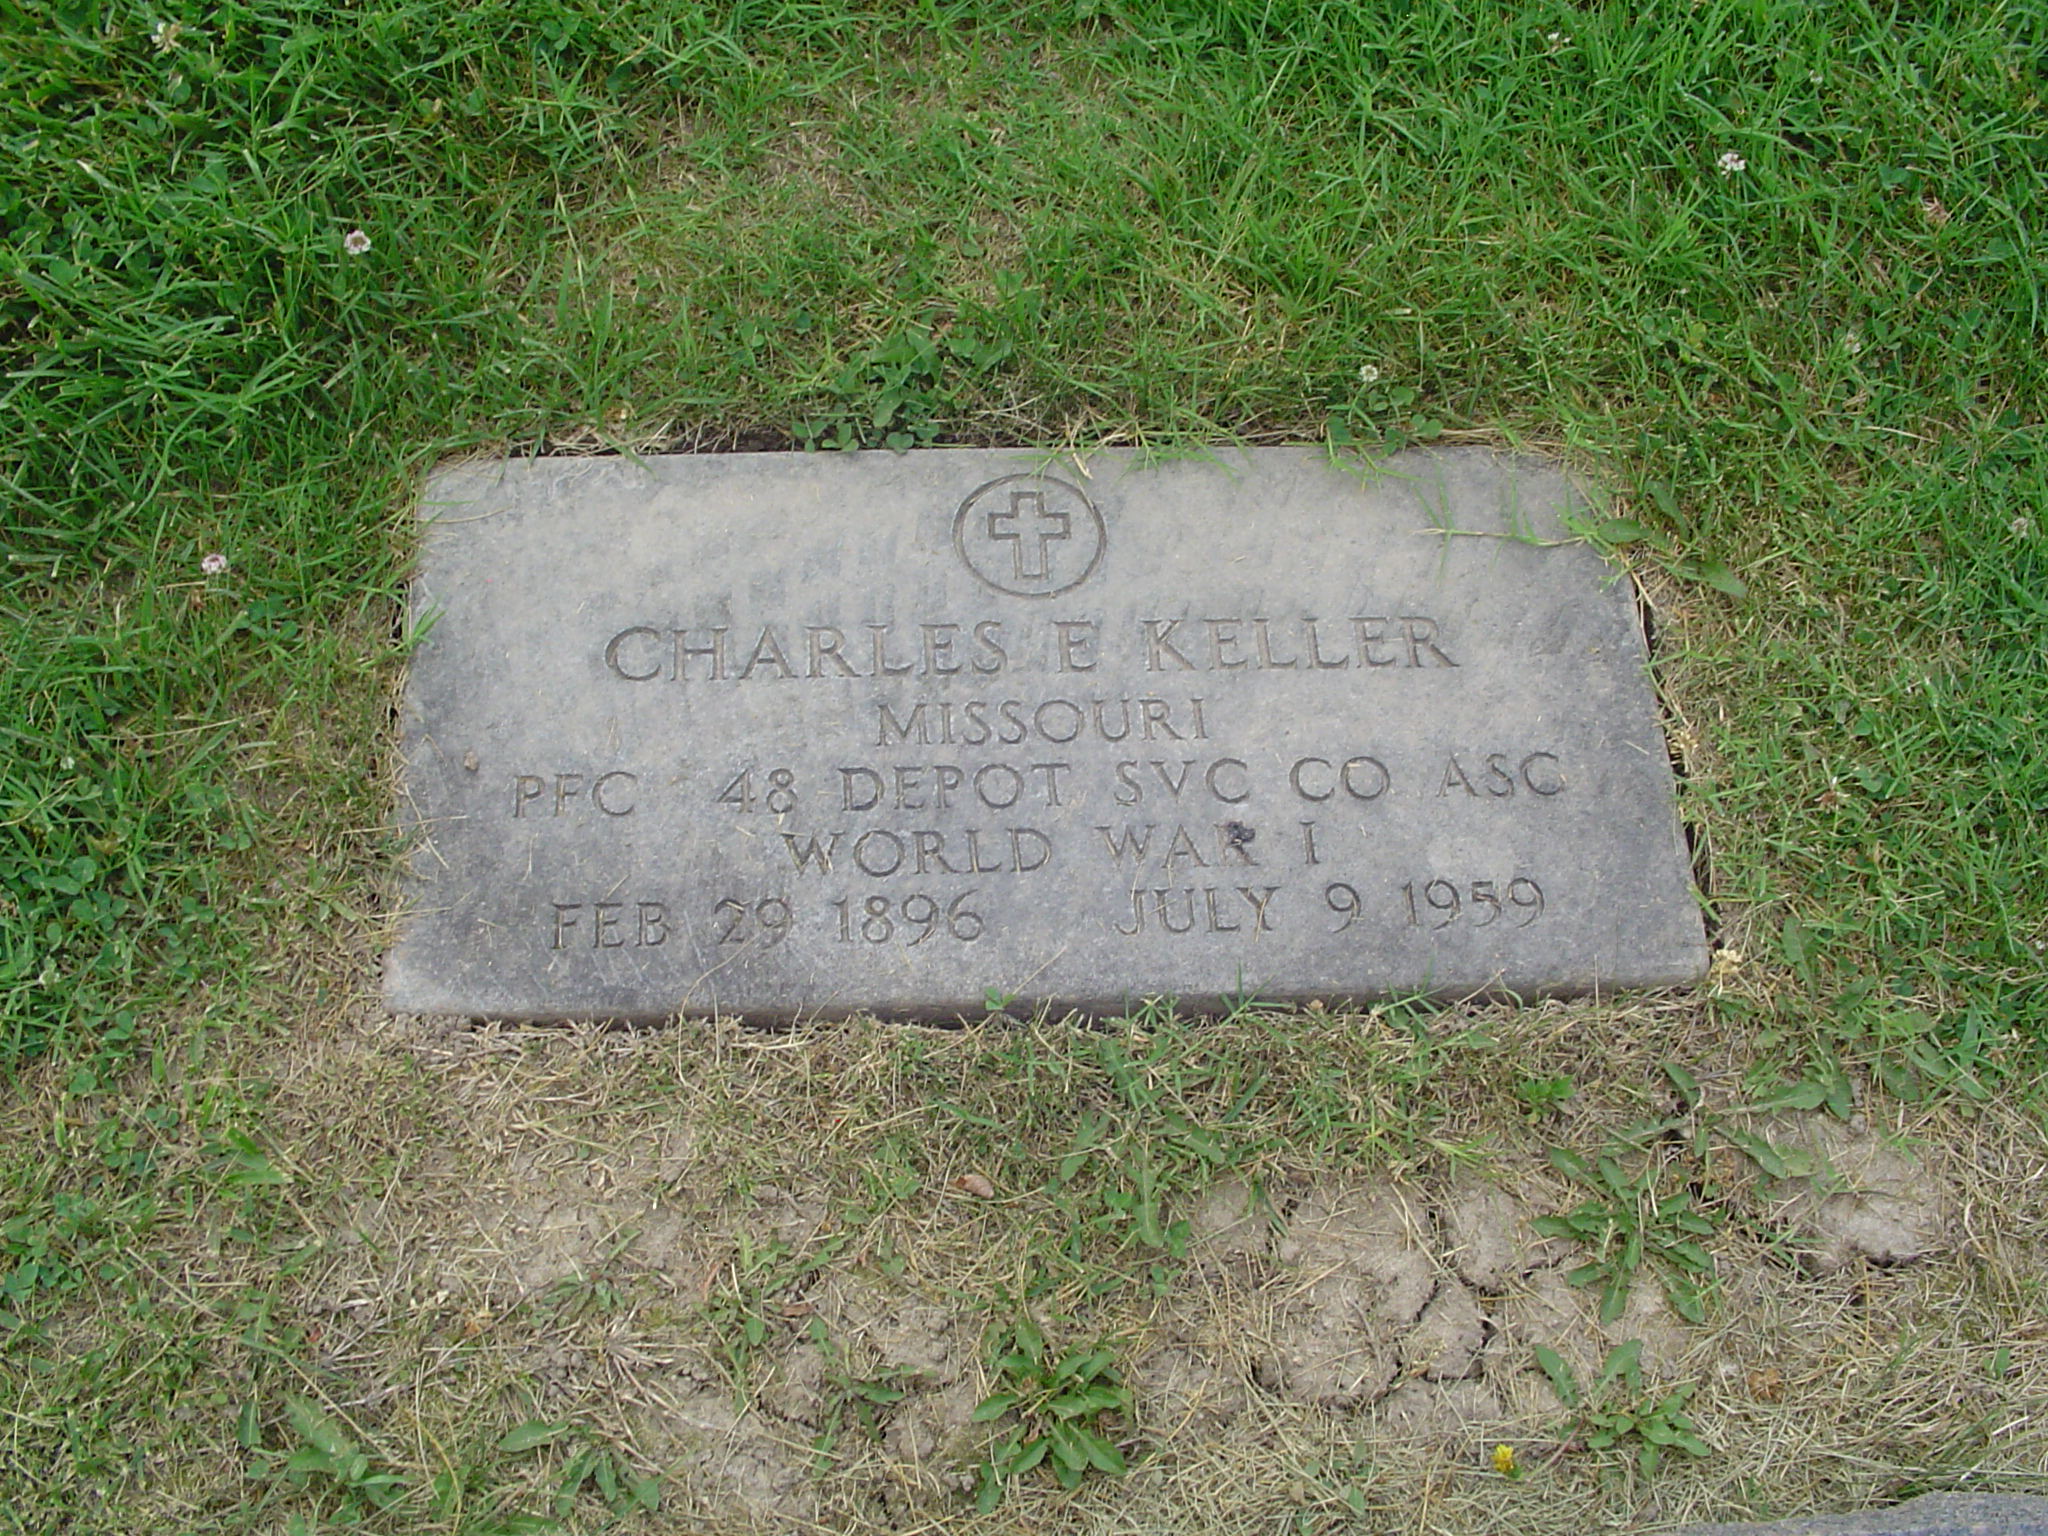 CHARLES E KELLER
MISSOURI
PFC 48 DEPOT SVC CO ASC
WORLD WAR I
FEB 29 1896 JULY 9 1959